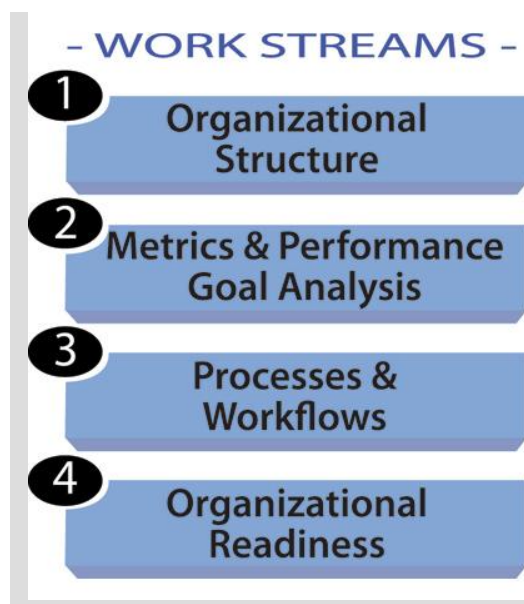 - WORK STREAMS -
1
Organizational
Structure
2
Metrics & Performance
Goal Analysis
3
Processes &
Workflows
4
Organizational
Readiness